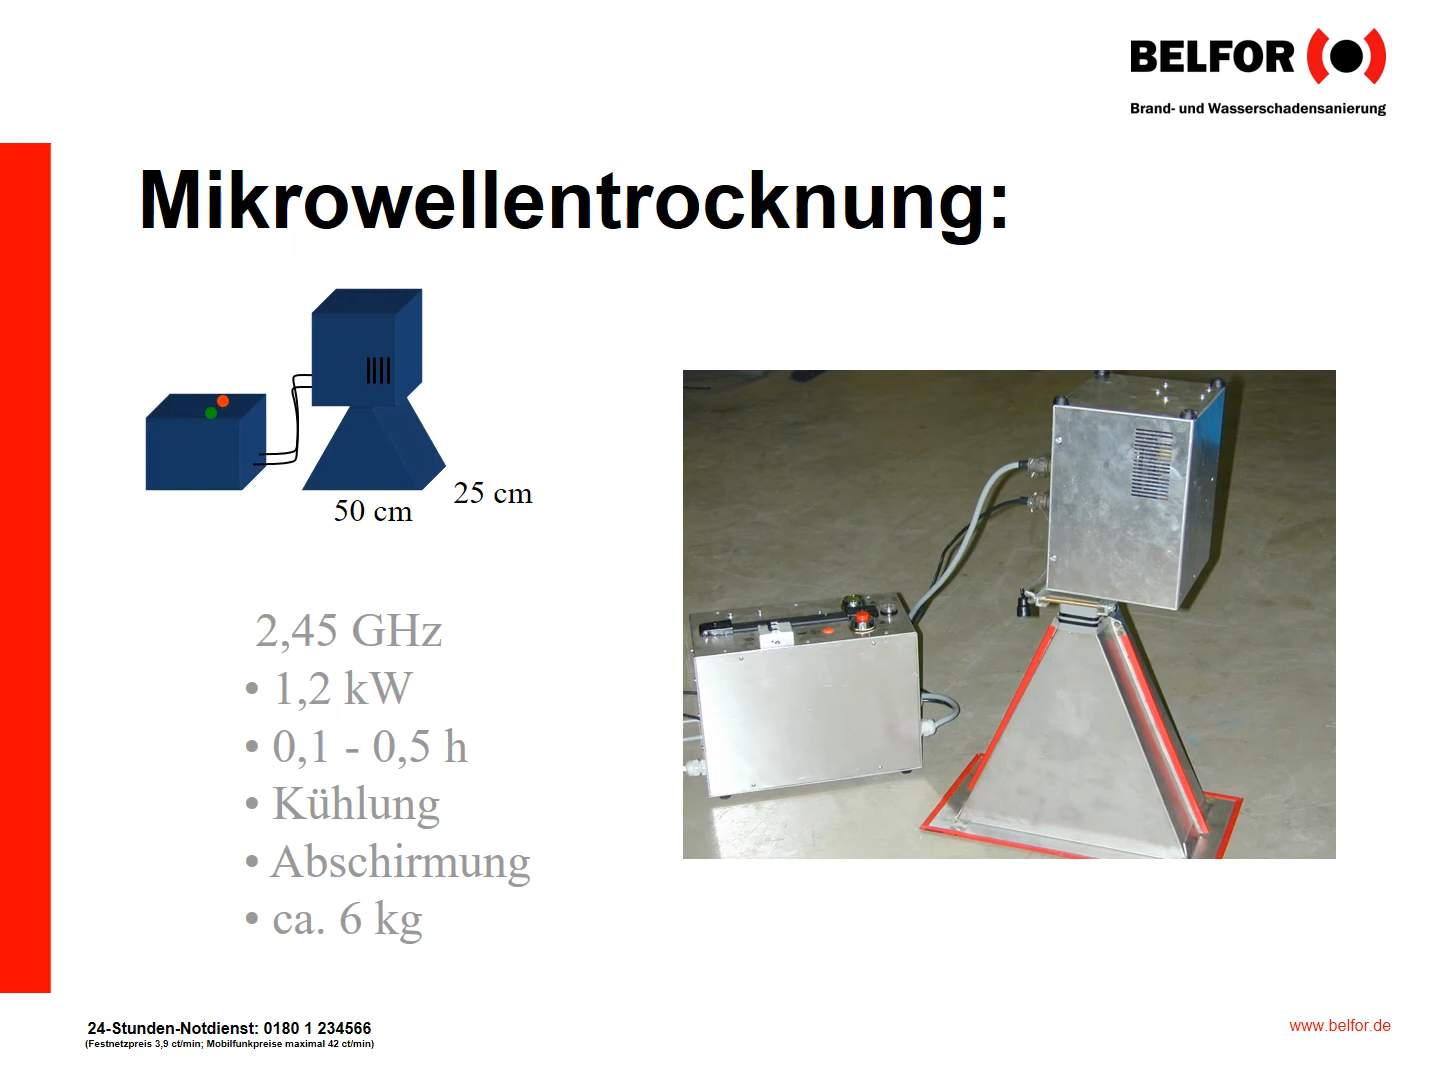 BELFOR
Brand- und Wasserschadensanierung
Mikrowellentrocknung:
50 cm
25 cm
2,45 GHz
• 1,2 kW
• 0,1 - 0,5 h
• Kühlung
• Abschirmung
• ca. 6 kg
24-Stunden-Notdienst: 0180 1 234566
(Festnetzpreis 3,9 ct/min; Mobilfunkpreise maximal 42 ct/min)
www.belfor.de